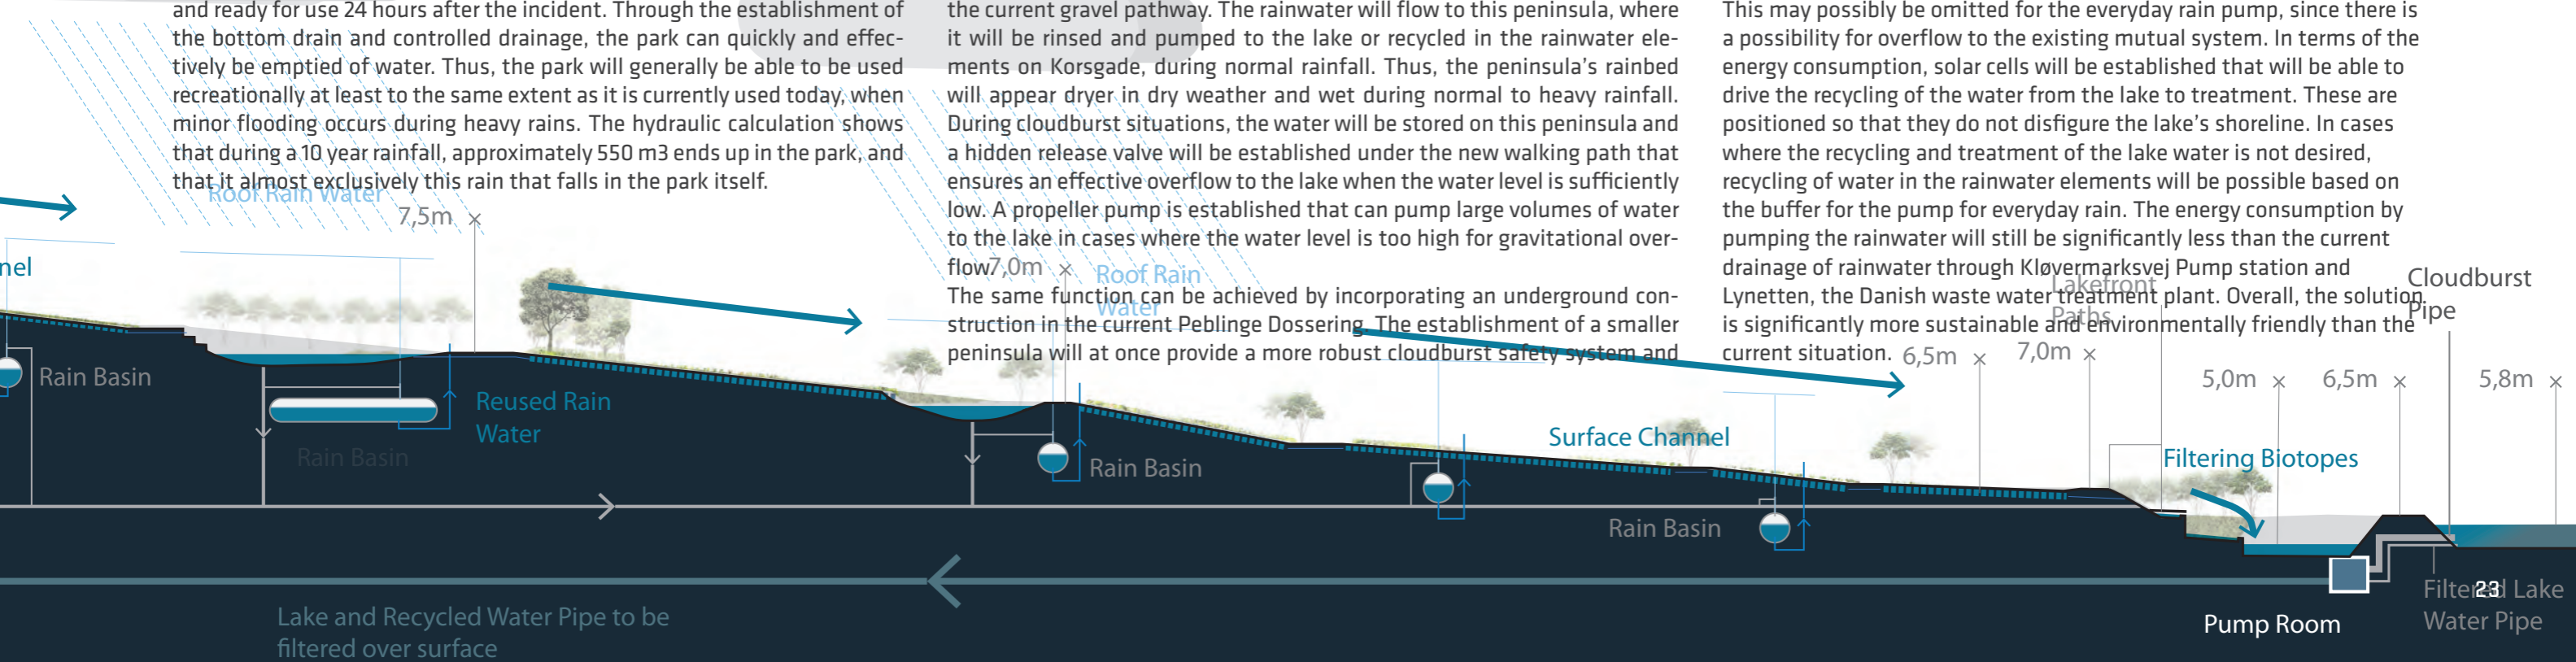 and ready for use 24 hours after the incident. Through the establishment of
the bottom drain and controlled drainage, the park can quickly and effec-
tively be emptied of water. Thus, the park will generally be able to be used
recreationally at least to the same extent as it is currently used today, when
minor flooding occurs during heavy rains. The hydraulic calculation shows
that during a 10 year rainfall, approximately 550 m3 ends up in the park, and
that it almost exclusively this rain that falls in the park itself.
the current gravel pathway. The rainwater will flow to this peninsula, where
it will be rinsed and pumped to the lake or recycled in the rainwater ele-
ments on Korsgade, during normal rainfall. Thus, the peninsula's rainbed
will appear dryer in dry weather and wet during normal to heavy rainfall.
During cloudburst situations, the water will be stored on this peninsula and
a hidden release valve will be established under the new walking path that
ensures an effective overflow to the lake when the water level is sufficiently
low. A propeller pump is established that can pump large volumes of water
to the lake in cases where the water level is too high for gravitational over-
flow.
The same function can be achieved by incorporating an underground con-
struction in the current Peblinge Dossering. The establishment of a smaller
peninsula will at once provide a more robust cloudburst safety system and
This may possibly be omitted for the everyday rain pump, since there is
a possibility for overflow to the existing mutual system. In terms of the
energy consumption, solar cells will be established that will be able to
drive the recycling of the water from the lake to treatment. These are
positioned so that they do not disfigure the lake's shoreline. In cases
where the recycling and treatment of the lake water is not desired,
recycling of water in the rainwater elements will be possible based on
the buffer for the pump for everyday rain. The energy consumption by
pumping the rainwater will still be significantly less than the current
drainage of rainwater through Kløvermarksvej Pump station and
Lynetten, the Danish waste water treatment plant. Overall, the solution
is significantly more sustainable and environmentally friendly than the
current situation.
nel
Rain Basin
Roof Rain Water
7,5m
Reused Rain
Water
Rain Basin
7,0m
Roof Rain
Water
Rain Basin
Surface Channel
Rain Basin
6,5m
7,0m
Lakefront
Paths
Filtering Biotopes
5,0m
6,5m
Cloudburst
Pipe
5,8m
Lake and Recycled Water Pipe to be
filtered over surface
Pump Room
Filtered Lake
Water Pipe
23